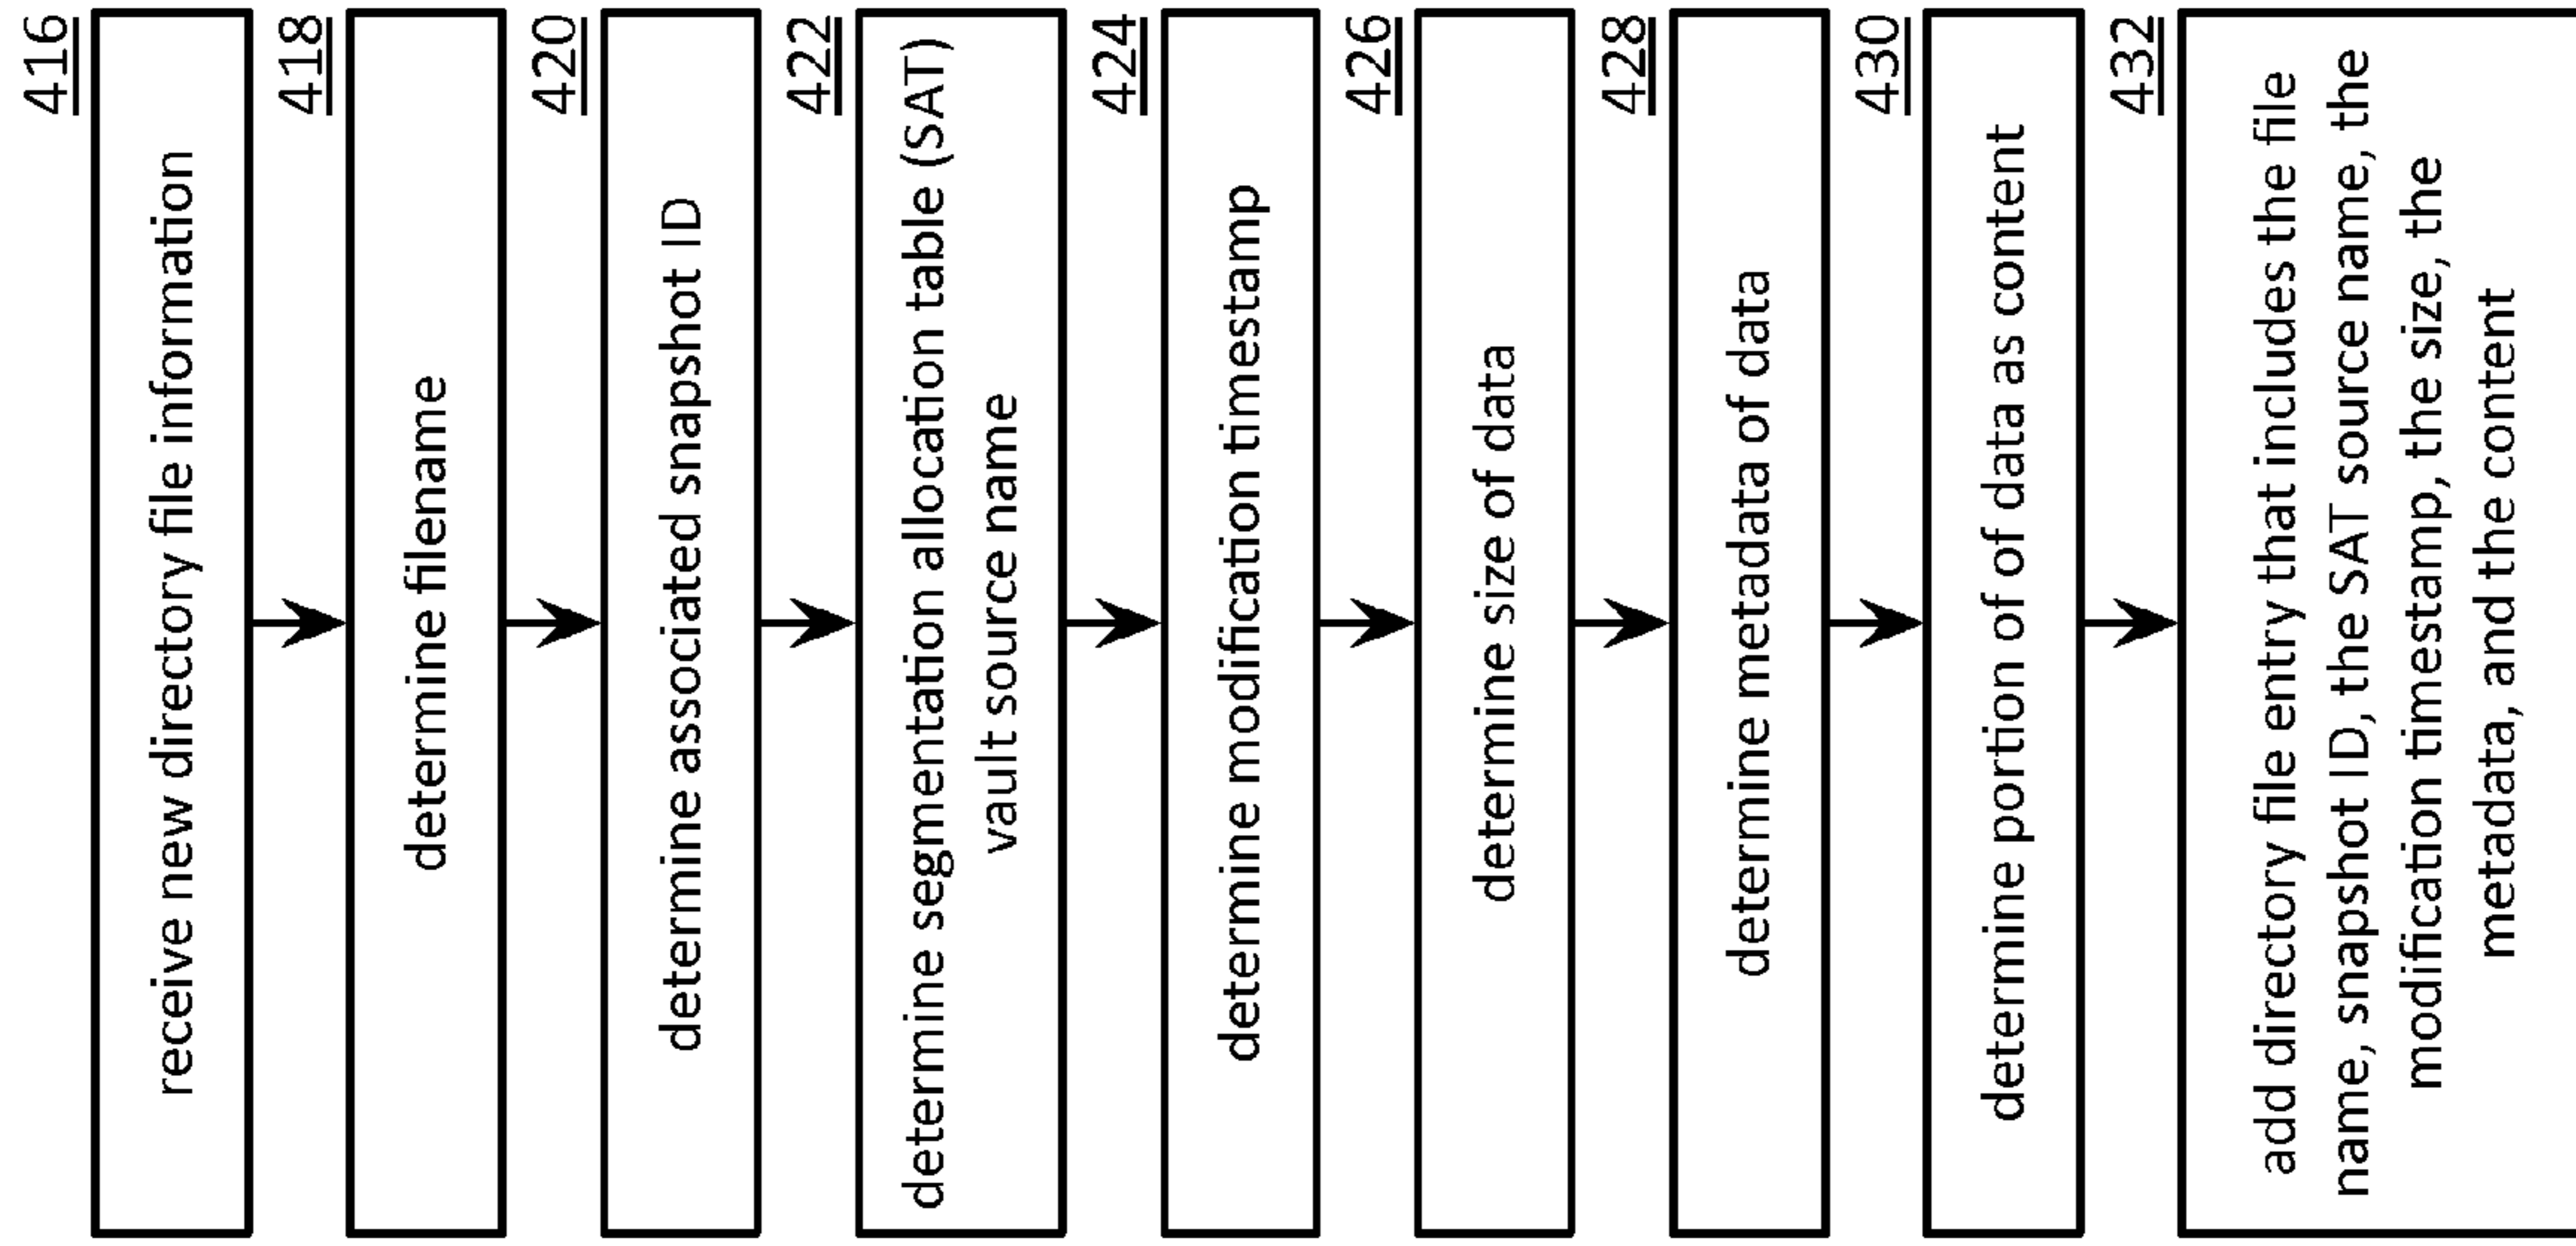 416
receive new directory file information
418
determine filename
420
determine associated snapshot ID
422
determine segmentation allocation table (SAT)
vault source name
424
determine modification timestamp
426
determine size of data
428
determine metadata of data
430
determine portion of of data as content
432
add directory file entry that includes the file
name, snapshot ID, the SAT source name, the
modification timestamp, the size, the
metadata, and the content